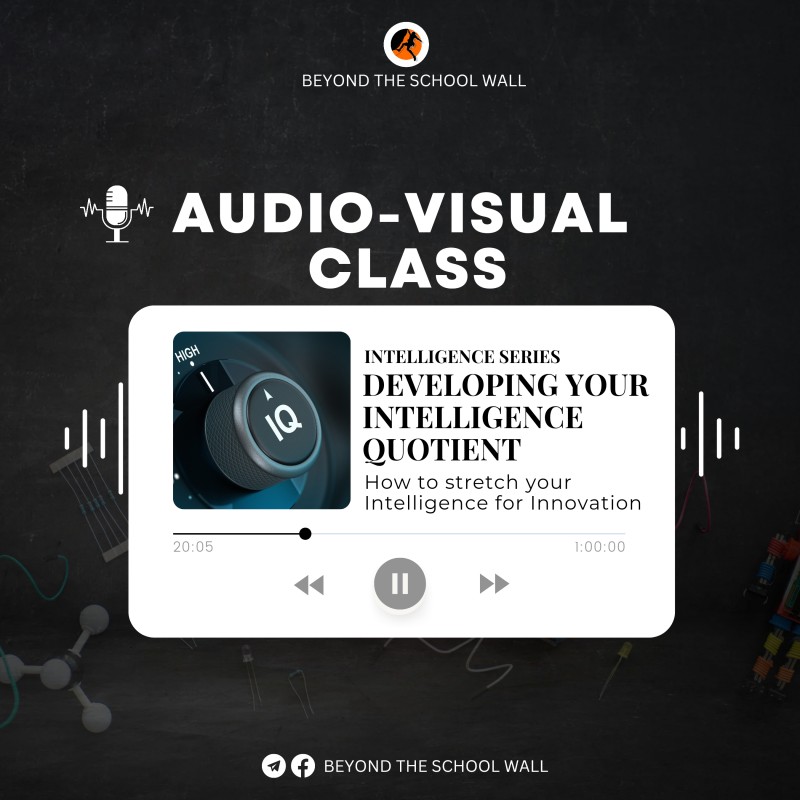 BEYOND THE SCHOOL WALL
AUDIO-VISUAL
CLASS
HIGH
IQ
INTELLIGENCE SERIES
DEVELOPING YOUR
INTELLIGENCE
QUOTIENT
How to stretch your
Intelligence for Innovation
20:05
1:00:00
BEYOND THE SCHOOL WALL